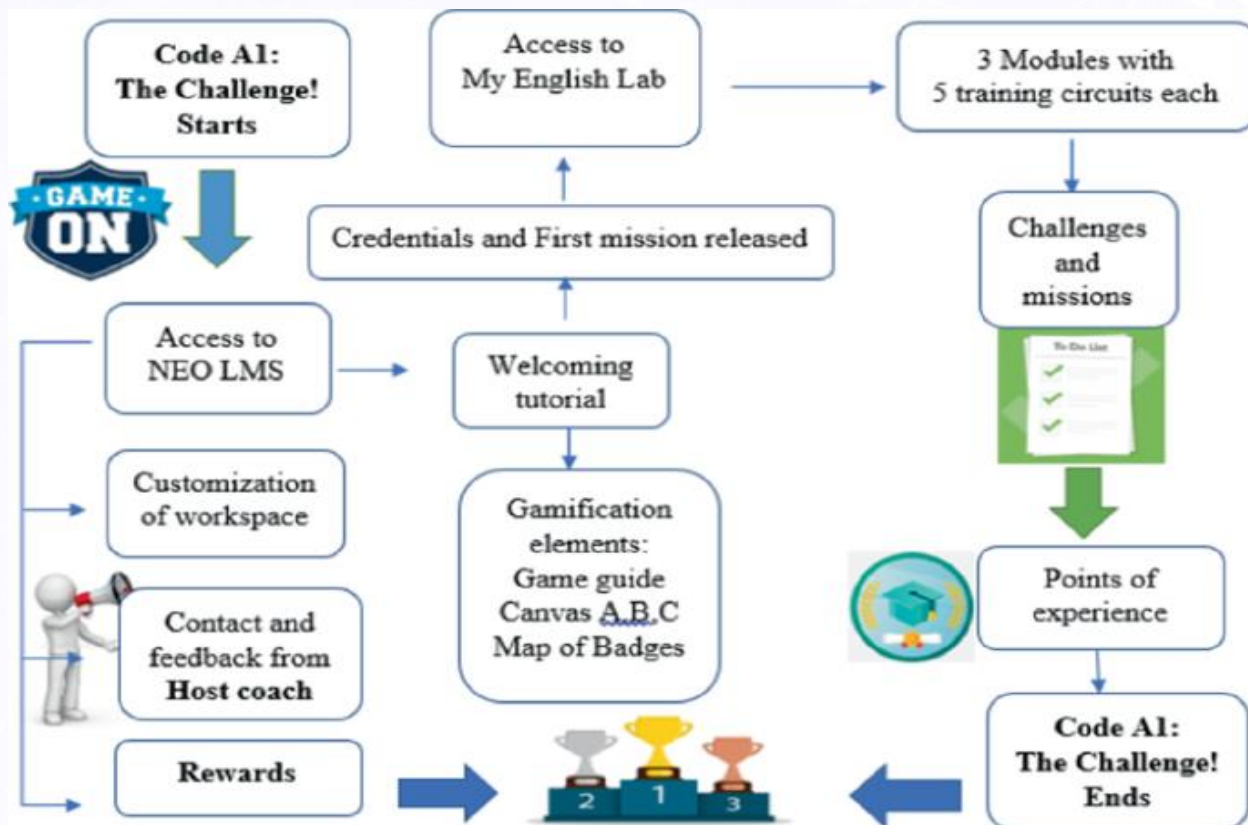 Code A1:
The Challenge!
Starts
Access to
My English Lab
3 Modules with
5 training circuits each
GAME
ON
Credentials and First mission released
Challenges
and
missions
To Do List
Access to
NEO LMS
Welcoming
tutorial
Customization
of workspace
Gamification
elements:
Game guide
Canvas A.B.C
Map of Badges
Points of
experience
Contact and
feedback from
Host coach
Rewards
2 1 3
Code A1:
The Challenge!
Ends